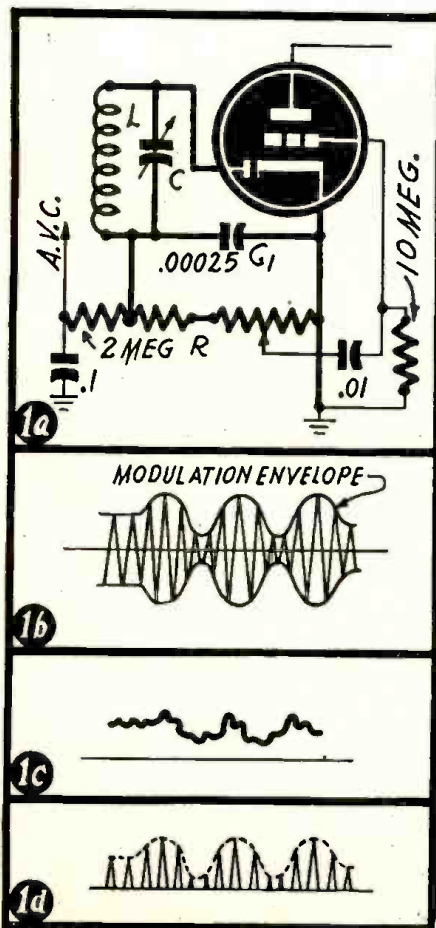 L
C
A.V.C.
.00025 G1
10 MEG.
2 MEG R
.1
.01
1a
MODULATION ENVELOPE
1b
1c
1d